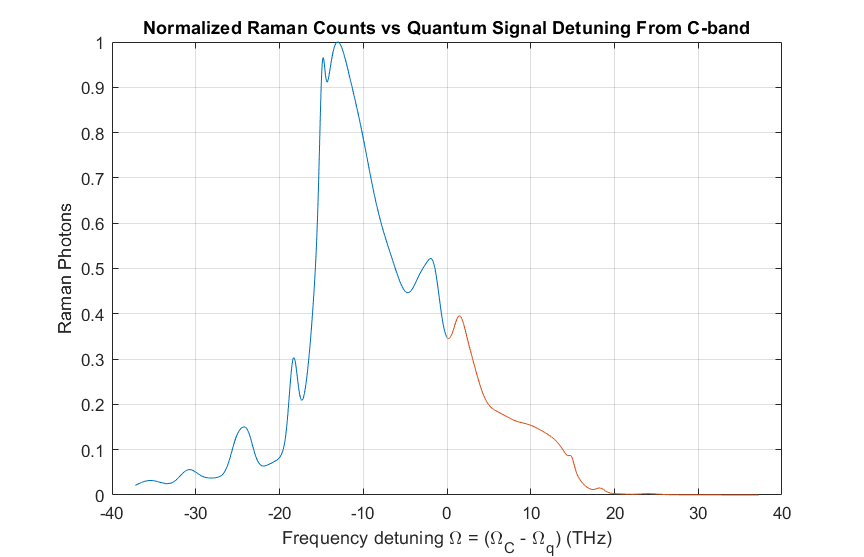 Normalized Raman Counts vs Quantum Signal Detuning From C-band
1
0.9
0.8
0.7
0.6
0.5
0.4
0.3
0.2
0.1
0
Raman Photons
-40 -30 -20 -10 0 10 20 30 40
Frequency detuning Ω = (Ω_C - Ω_q) (THz)